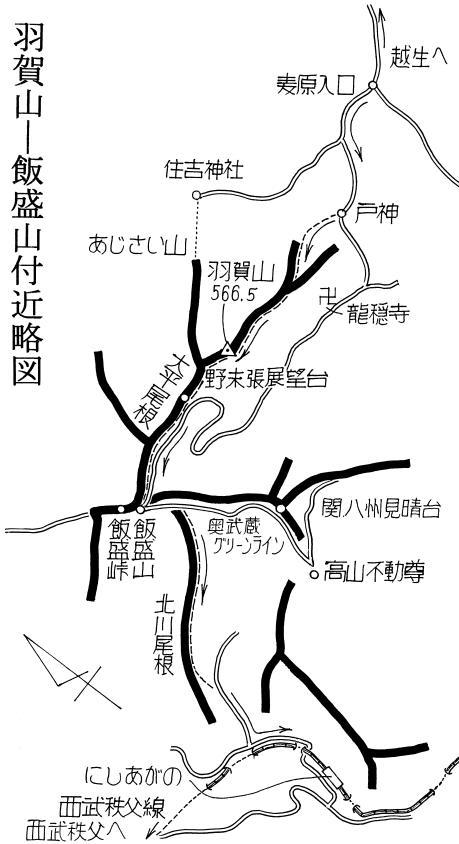 羽賀山—飯盛山付近略図
越生へ
麦原入口
住吉神社
戸神
あじさい山
羽賀山
566.5
卍
龍穏寺
野末張展望台
大平尾根
関八州見晴台
奥武蔵
グリーンライン
飯盛山
飯盛峠
高山不動尊
北川尾根
にしあがの
西武秩父線
西武秩父へ